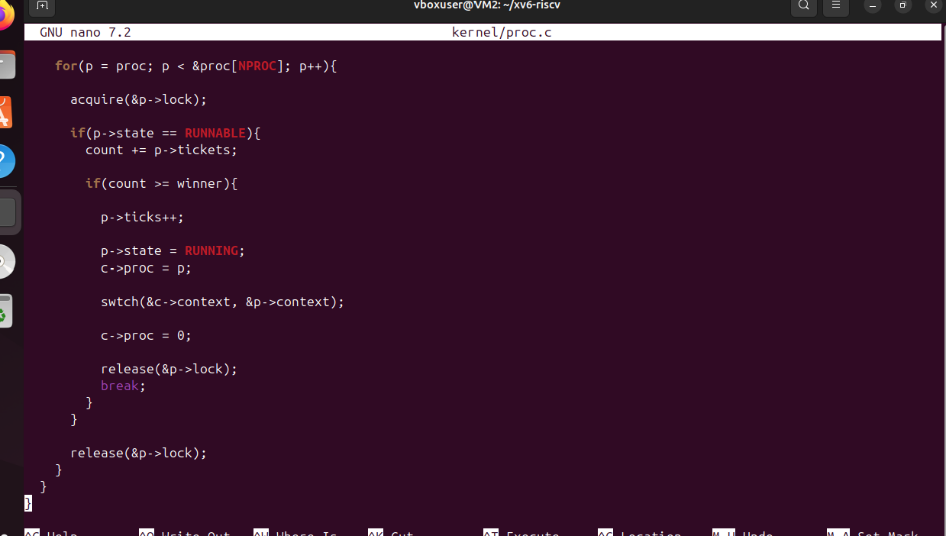 vboxuser@VM2: ~/xv6-riscv
GNU nano 7.2 kernel/proc.c
for(p = proc; p < &proc[NPROC]; p++){
acquire(&p->lock);
if(p->state == RUNNABLE){
count += p->tickets;
if(count >= winner){
p->ticks++;
p->state = RUNNING;
c->proc = p;
swtch(&c->context, &p->context);
c->proc = 0;
release(&p->lock);
break;
}
}
release(&p->lock);
}
}
}
^G Help ^O Write Out ^W Where Is ^K Cut ^T Execute ^C Location M-U Undo M-A Set Mark